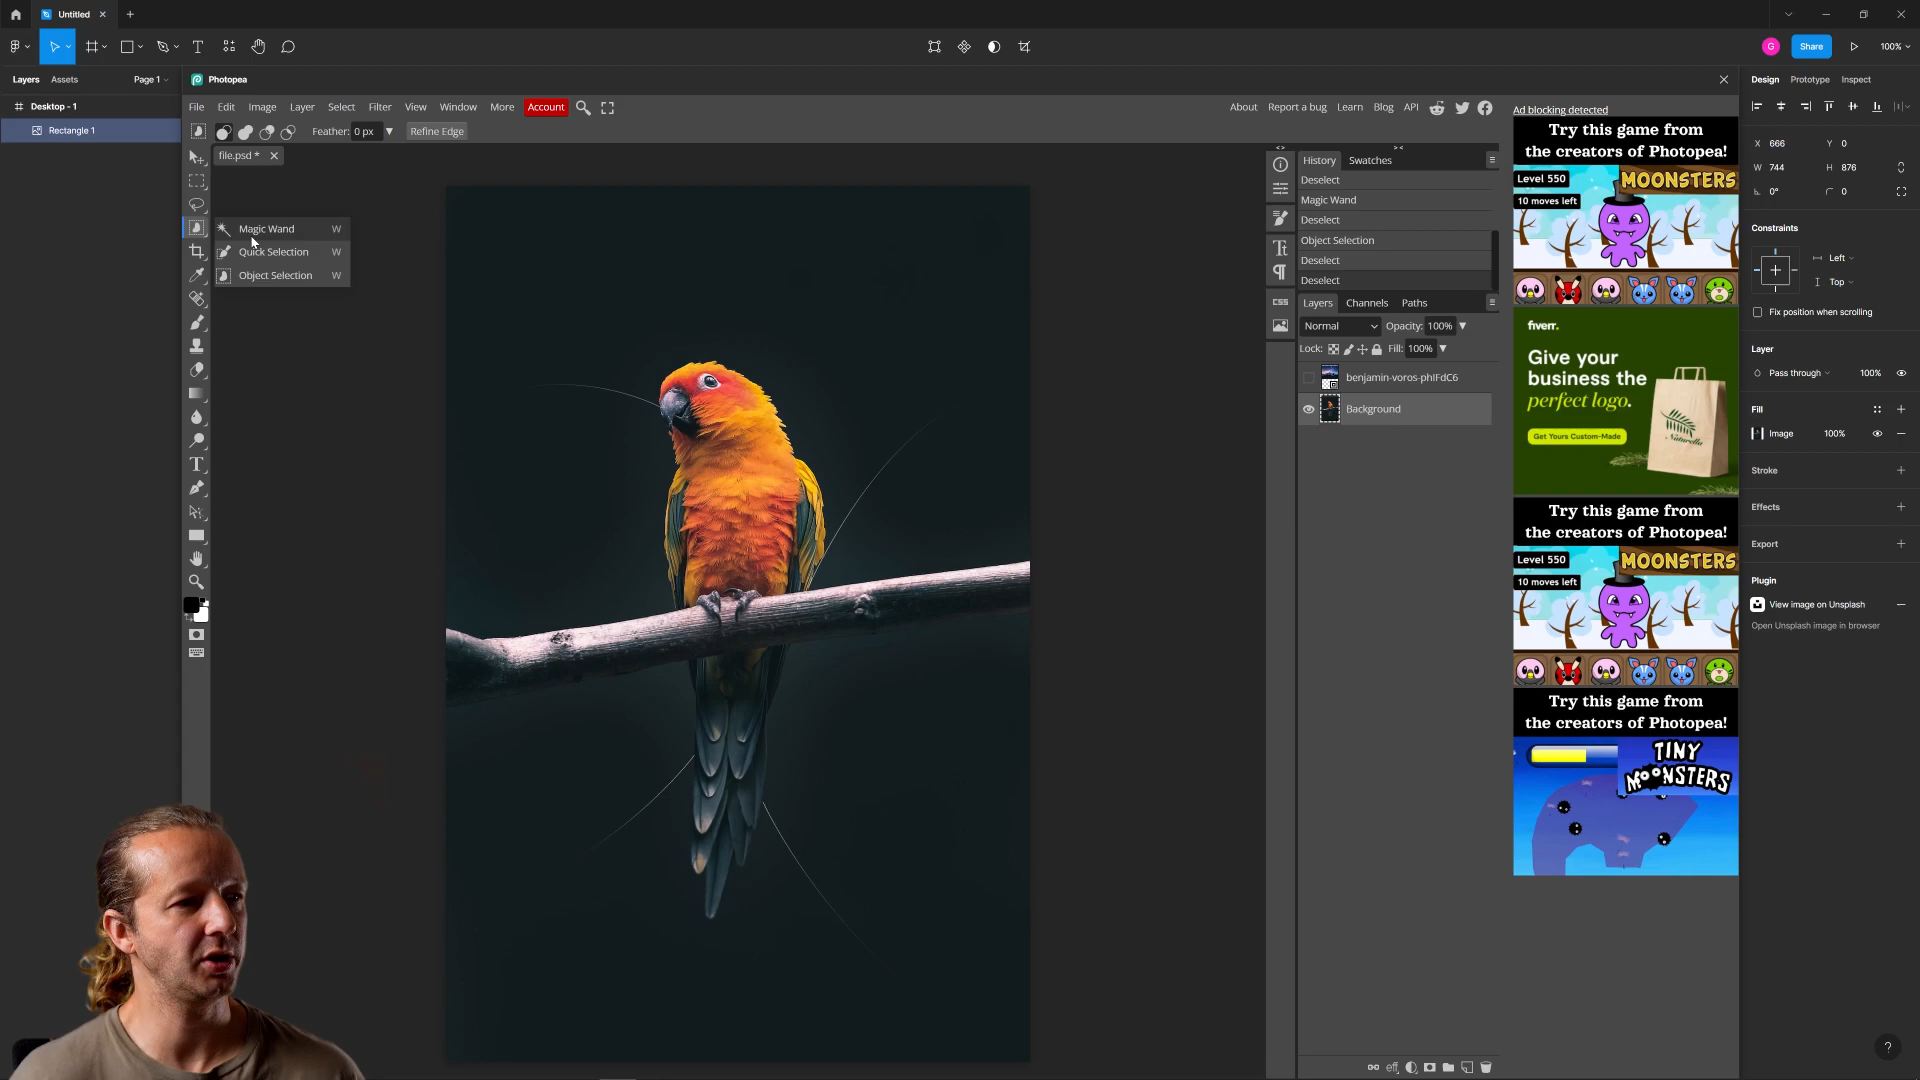 Untitled
Share
100%
Layers
Assets
Page 1
Photopea
Design
Prototype
Inspect
Desktop - 1
Rectangle 1
File
Edit
Image
Layer
Select
Filter
View
Window
More
Account
About
Report a bug
Learn
Blog
API
Feather:
0 px
Refine Edge
file.psd *
Magic Wand
W
Quick Selection
W
Object Selection
W
CSS
History
Swatches
Deselect
Magic Wand
Deselect
Object Selection
Deselect
Deselect
Layers
Channels
Paths
Normal
Opacity:
100%
Lock:
Fill:
100%
benjamin-voros-phIFdC6
Background
eff
Ad blocking detected
Try this game from
the creators of Photopea!
Level 550
MOONSTERS
10 moves left
fiverr.
Give your
business the
perfect logo.
Get Yours Custom-Made
Naturella
Try this game from
the creators of Photopea!
Level 550
MOONSTERS
10 moves left
Try this game from
the creators of Photopea!
TINY
MOONSTERS
X
666
Y
0
W
744
H
876
0°
0
Constraints
Left
Top
Fix position when scrolling
Layer
Pass through
100%
Fill
Image
100%
Stroke
Effects
Export
Plugin
View image on Unsplash
Open Unsplash image in browser
G
?